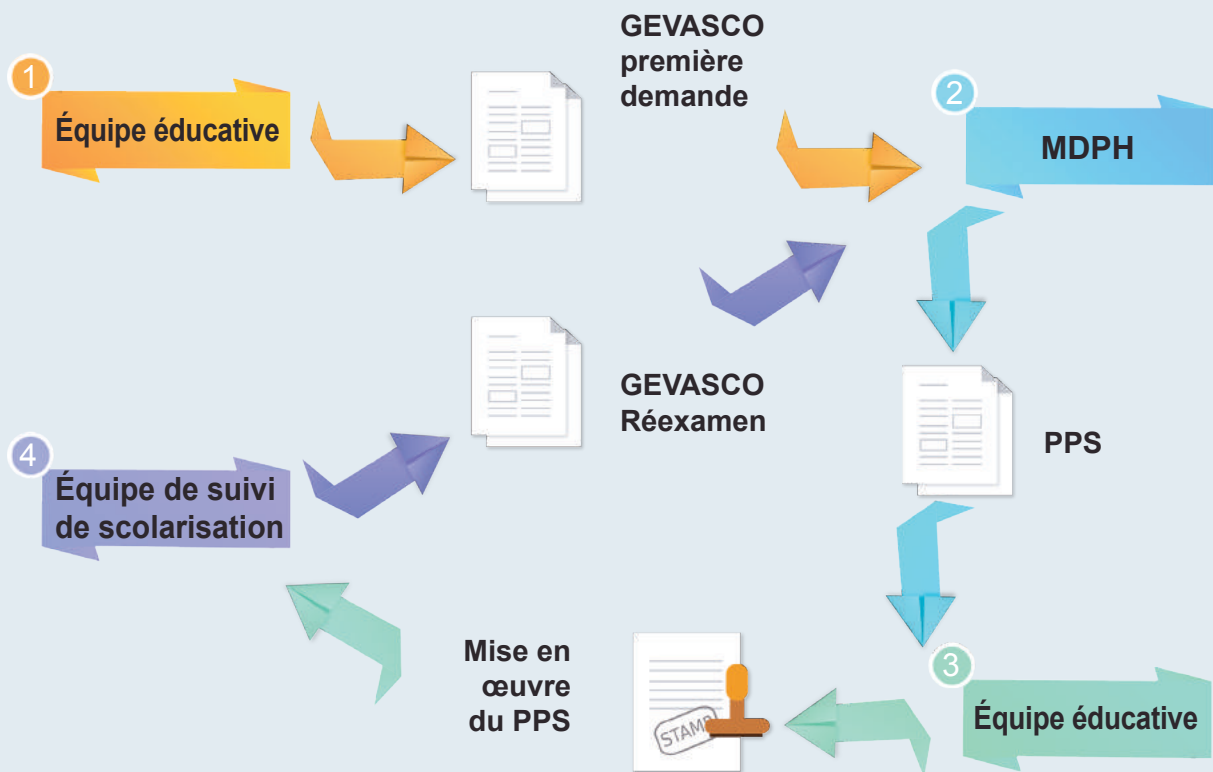 1
Équipe éducative
GEVASCO
première
demande
2
MDPH
GEVASCO
Réexamen
PPS
4
Équipe de suivi
de scolarisation
Mise en
œuvre
du PPS
STAMP
3
Équipe éducative